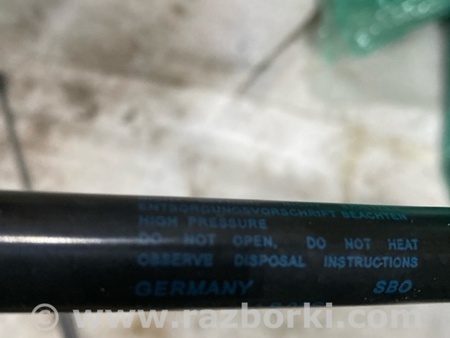 ENTSORGUNGSVORSCHRIFT BEACHTEN
HIGH PRESSURE
DO NOT OPEN, DO NOT HEAT
OBSERVE DISPOSAL INSTRUCTIONS
GERMANY SBO
www.razborki.com